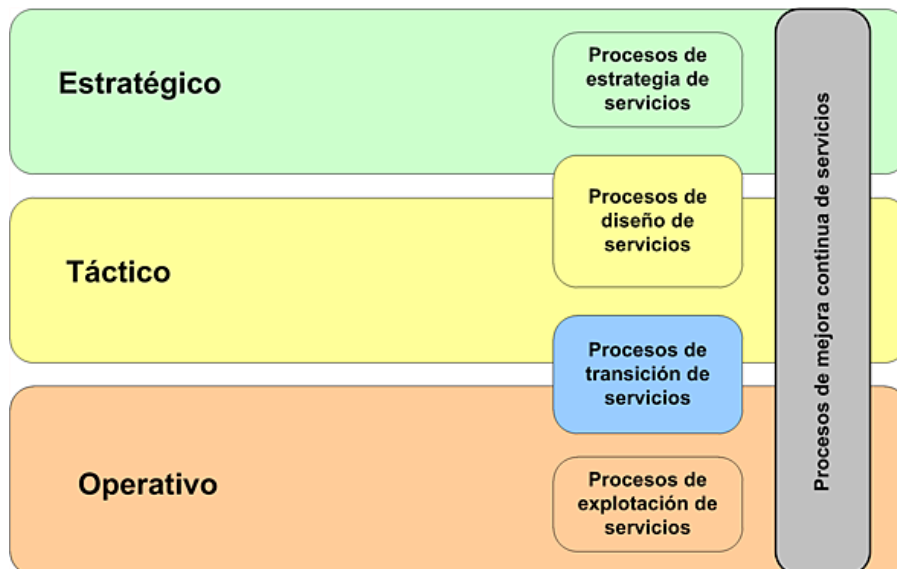 Estratégico
Procesos de
estrategia de
servicios
Procesos de
diseño de
servicios
Táctico
Procesos de
transición de
servicios
Operativo
Procesos de
explotación de
servicios
Procesos de mejora continua de servicios